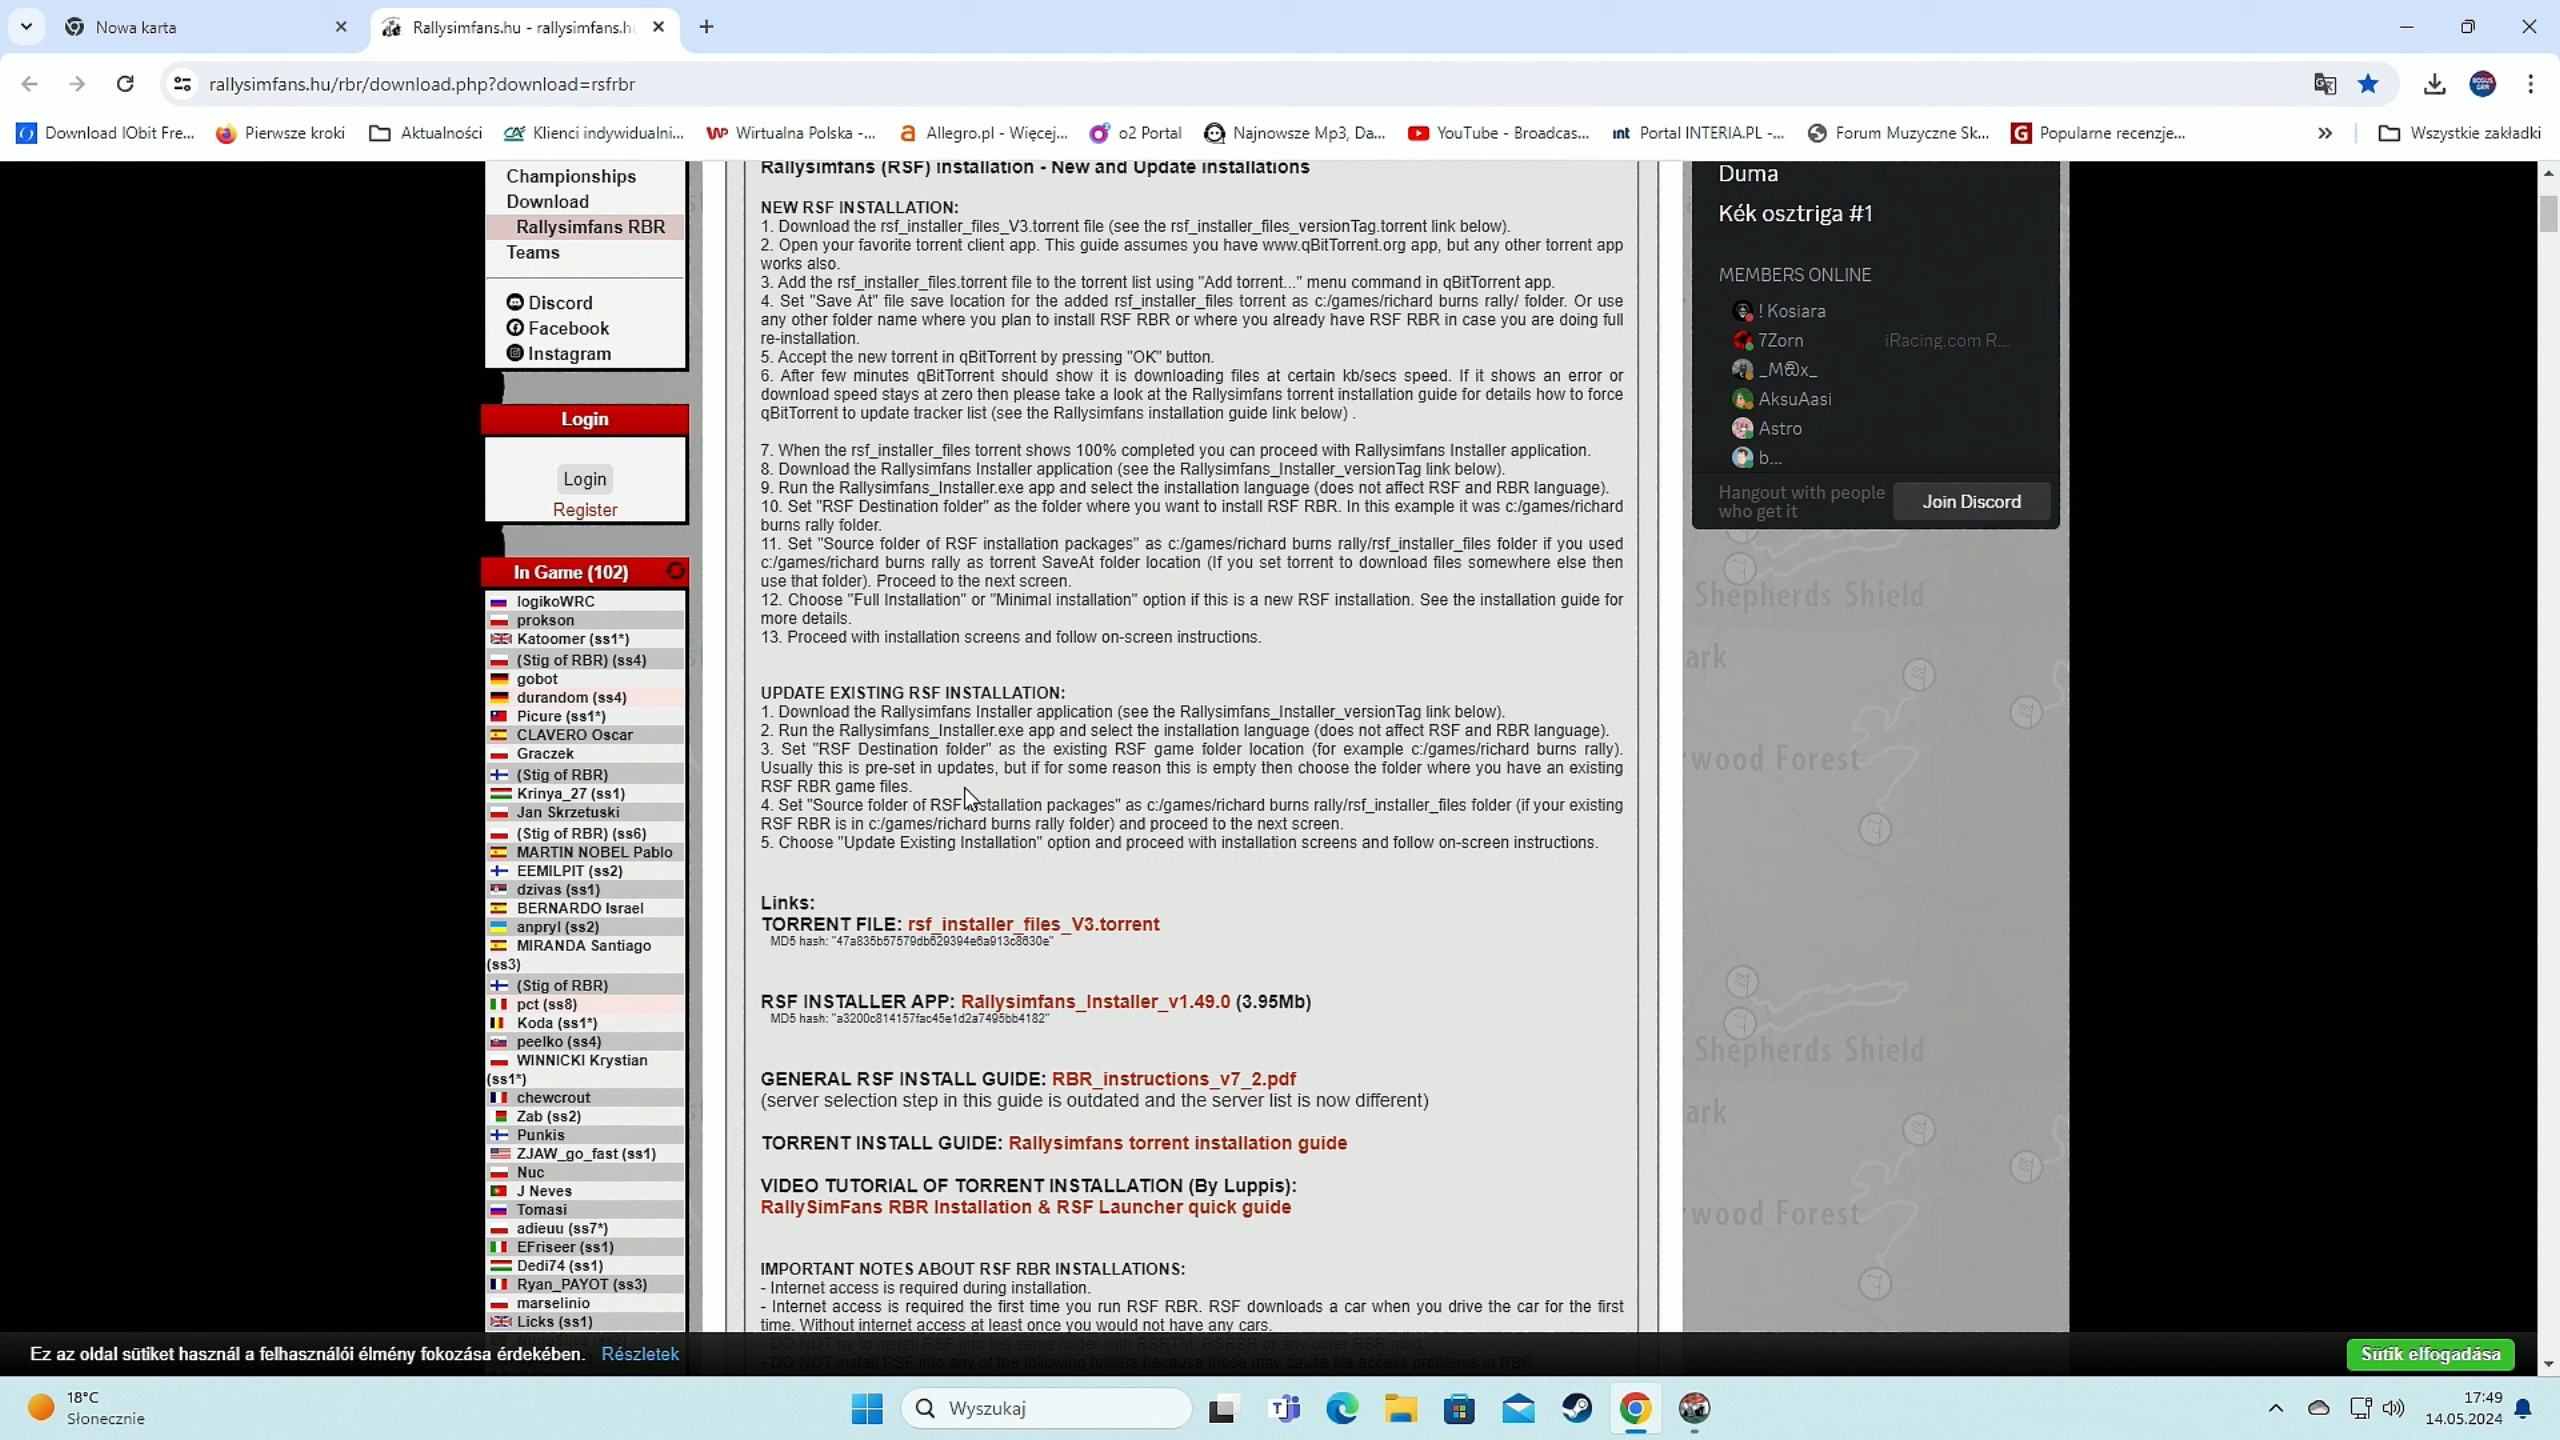 Nowa karta
Rallysimfans.hu - rallysimfans.h
rallysimfans.hu/rbr/download.php?download=rsfrbr
Download IObit Fre...
Pierwsze kroki
Aktualności
Klienci indywidualni...
Wirtualna Polska -...
Allegro.pl - Więcej...
o2 Portal
Najnowsze Mp3, Da...
YouTube - Broadcas...
Portal INTERIA.PL -...
Forum Muzyczne Sk...
Popularne recenzje...
Wszystkie zakładki
Championships
Download
Rallysimfans RBR
Teams
Discord
Facebook
Instagram
Login
Login
Register
In Game (102)
logikoWRC
prokson
Katoomer (ss1*)
(Stig of RBR) (ss4)
gobot
durandom (ss4)
Picure (ss1*)
CLAVERO Oscar
Graczek
(Stig of RBR)
Krinya_27 (ss1)
Jan Skrzetuski
(Stig of RBR) (ss6)
MARTIN NOBEL Pablo
EEMILPIT (ss2)
dzivas (ss1)
BERNARDO Israel
anpryl (ss2)
MIRANDA Santiago
(ss3)
(Stig of RBR)
pct (ss8)
Koda (ss1*)
peelko (ss4)
WINNICKI Krystian
(ss1*)
chewcrout
Zab (ss2)
Punkis
ZJAW_go_fast (ss1)
Nuc
J Neves
Tomasi
adieuu (ss7*)
EFriseer (ss1)
Dedi74 (ss1)
Ryan_PAYOT (ss3)
marselinio
Licks (ss1)
Rallysimfans (RSF) installation - New and Update installations
NEW RSF INSTALLATION:
1. Download the rsf_installer_files_V3.torrent file (see the rsf_installer_files_versionTag.torrent link below).
2. Open your favorite torrent client app. This guide assumes you have www.qBitTorrent.org app, but any other torrent app
works also.
3. Add the rsf_installer_files.torrent file to the torrent list using "Add torrent..." menu command in qBitTorrent app.
4. Set "Save At" file save location for the added rsf_installer_files torrent as c:/games/richard burns rally/ folder. Or use
any other folder name where you plan to install RSF RBR or where you already have RSF RBR in case you are doing full
re-installation.
5. Accept the new torrent in qBitTorrent by pressing "OK" button.
6. After few minutes qBitTorrent should show it is downloading files at certain kb/secs speed. If it shows an error or
download speed stays at zero then please take a look at the Rallysimfans torrent installation guide for details how to force
qBitTorrent to update tracker list (see the Rallysimfans installation guide link below) .
7. When the rsf_installer_files torrent shows 100% completed you can proceed with Rallysimfans Installer application.
8. Download the Rallysimfans Installer application (see the Rallysimfans_Installer_versionTag link below).
9. Run the Rallysimfans_Installer.exe app and select the installation language (does not affect RSF and RBR language).
10. Set "RSF Destination folder" as the folder where you want to install RSF RBR. In this example it was c:/games/richard
burns rally folder.
11. Set "Source folder of RSF installation packages" as c:/games/richard burns rally/rsf_installer_files folder if you used
c:/games/richard burns rally as torrent SaveAt folder location (If you set torrent to download files somewhere else then
use that folder). Proceed to the next screen.
12. Choose "Full Installation" or "Minimal installation" option if this is a new RSF installation. See the installation guide for
more details.
13. Proceed with installation screens and follow on-screen instructions.
UPDATE EXISTING RSF INSTALLATION:
1. Download the Rallysimfans Installer application (see the Rallysimfans_Installer_versionTag link below).
2. Run the Rallysimfans_Installer.exe app and select the installation language (does not affect RSF and RBR language).
3. Set "RSF Destination folder" as the existing RSF game folder location (for example c:/games/richard burns rally).
Usually this is pre-set in updates, but if for some reason this is empty then choose the folder where you have an existing
RSF RBR game files.
4. Set "Source folder of RSF installation packages" as c:/games/richard burns rally/rsf_installer_files folder (if your existing
RSF RBR is in c:/games/richard burns rally folder) and proceed to the next screen.
5. Choose "Update Existing Installation" option and proceed with installation screens and follow on-screen instructions.
Links:
TORRENT FILE: rsf_installer_files_V3.torrent
MD5 hash: "47a835b57579db629394e6a913c8630e"
RSF INSTALLER APP: Rallysimfans_Installer_v1.49.0 (3.95Mb)
MD5 hash: "a3200c814157fac45e1d2a7495bb4182"
GENERAL RSF INSTALL GUIDE: RBR_instructions_v7_2.pdf
(server selection step in this guide is outdated and the server list is now different)
TORRENT INSTALL GUIDE: Rallysimfans torrent installation guide
VIDEO TUTORIAL OF TORRENT INSTALLATION (By Luppis):
RallySimFans RBR Installation & RSF Launcher quick guide
IMPORTANT NOTES ABOUT RSF RBR INSTALLATIONS:
- Internet access is required during installation.
- Internet access is required the first time you run RSF RBR. RSF downloads a car when you drive the car for the first
time. Without internet access at least once you would not have any cars.
- DO NOT try to install RSF into the same folder with RBRTM, RSRBR or any other RBR mod.
- DO NOT install RSF into any of the following folders because those may cause file access problems in RBR
Duma
Kék osztriga #1
MEMBERS ONLINE
! Kosiara
7Zorn
iRacing.com R...
AksuAasi
Astro
b...
Hangout with people
who get it
Join Discord
Shepherds Shield
ark
wood Forest
Shepherds Shield
ark
wood Forest
Ez az oldal sütiket használ a felhasználói élmény fokozása érdekében. Részletek
Sütik elfogadása
18°C
Słonecznie
Wyszukaj
17:49
14.05.2024